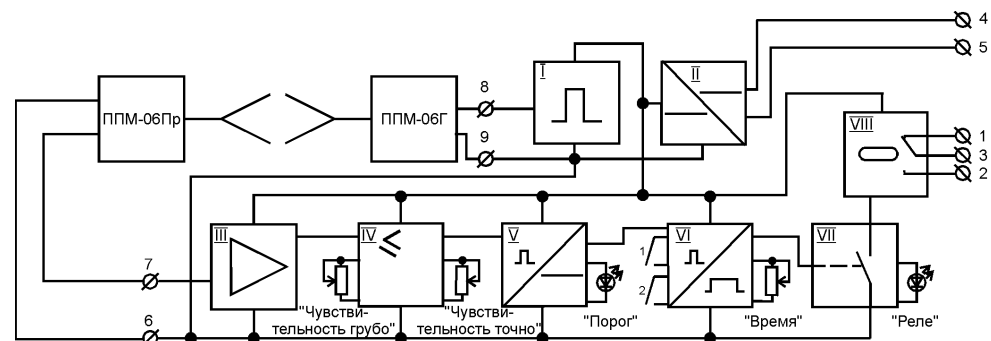 4
5
I
II
8
ППМ-06Пр
ППМ-06Г
9
VIII
1
3
2
III
IV
V
VI
VII
1
2
7
"Чувстви-
тельность грубо"
"Чувстви-
тельность точно"
"Порог"
"Время"
"Реле"
6